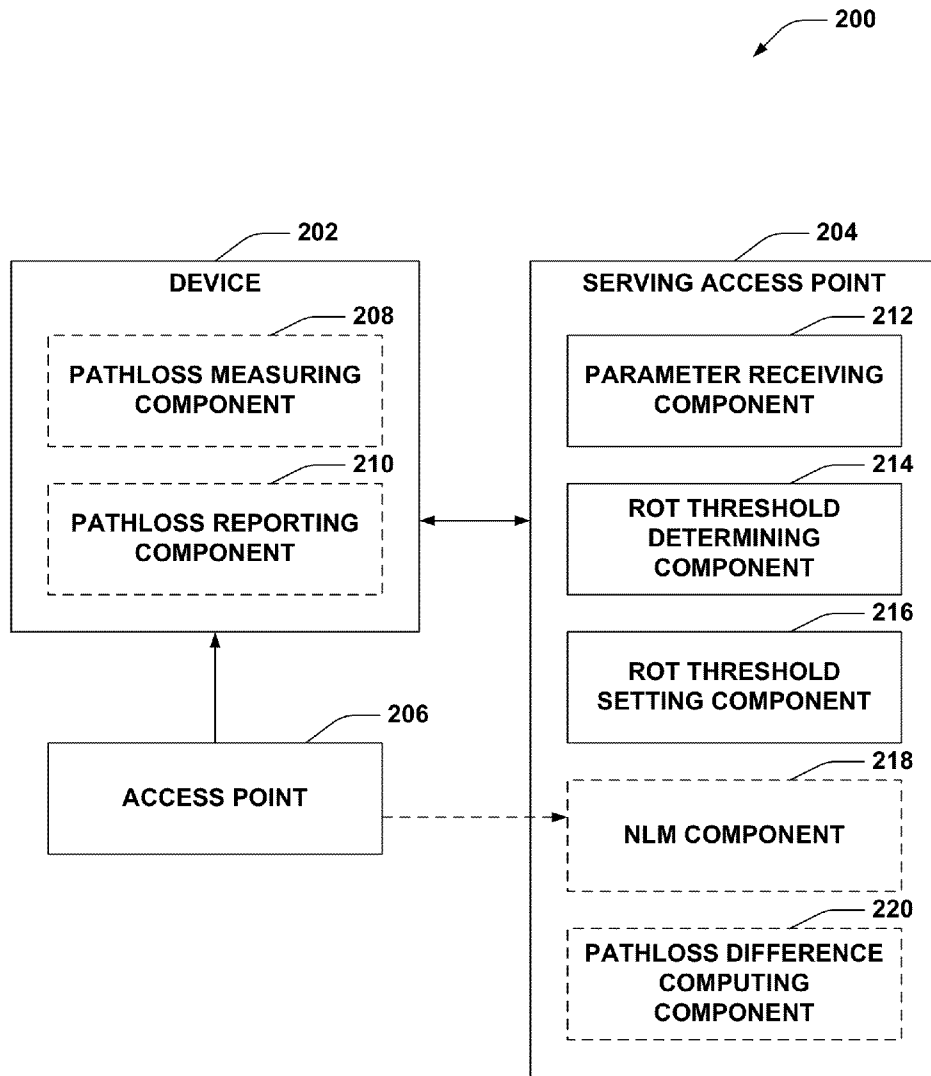 200
202
DEVICE
208
PATHLOSS MEASURING
COMPONENT
210
PATHLOSS REPORTING
COMPONENT
206
ACCESS POINT
204
SERVING ACCESS POINT
212
PARAMETER RECEIVING
COMPONENT
214
ROT THRESHOLD
DETERMINING
COMPONENT
216
ROT THRESHOLD
SETTING COMPONENT
218
NLM COMPONENT
220
PATHLOSS DIFFERENCE
COMPUTING
COMPONENT